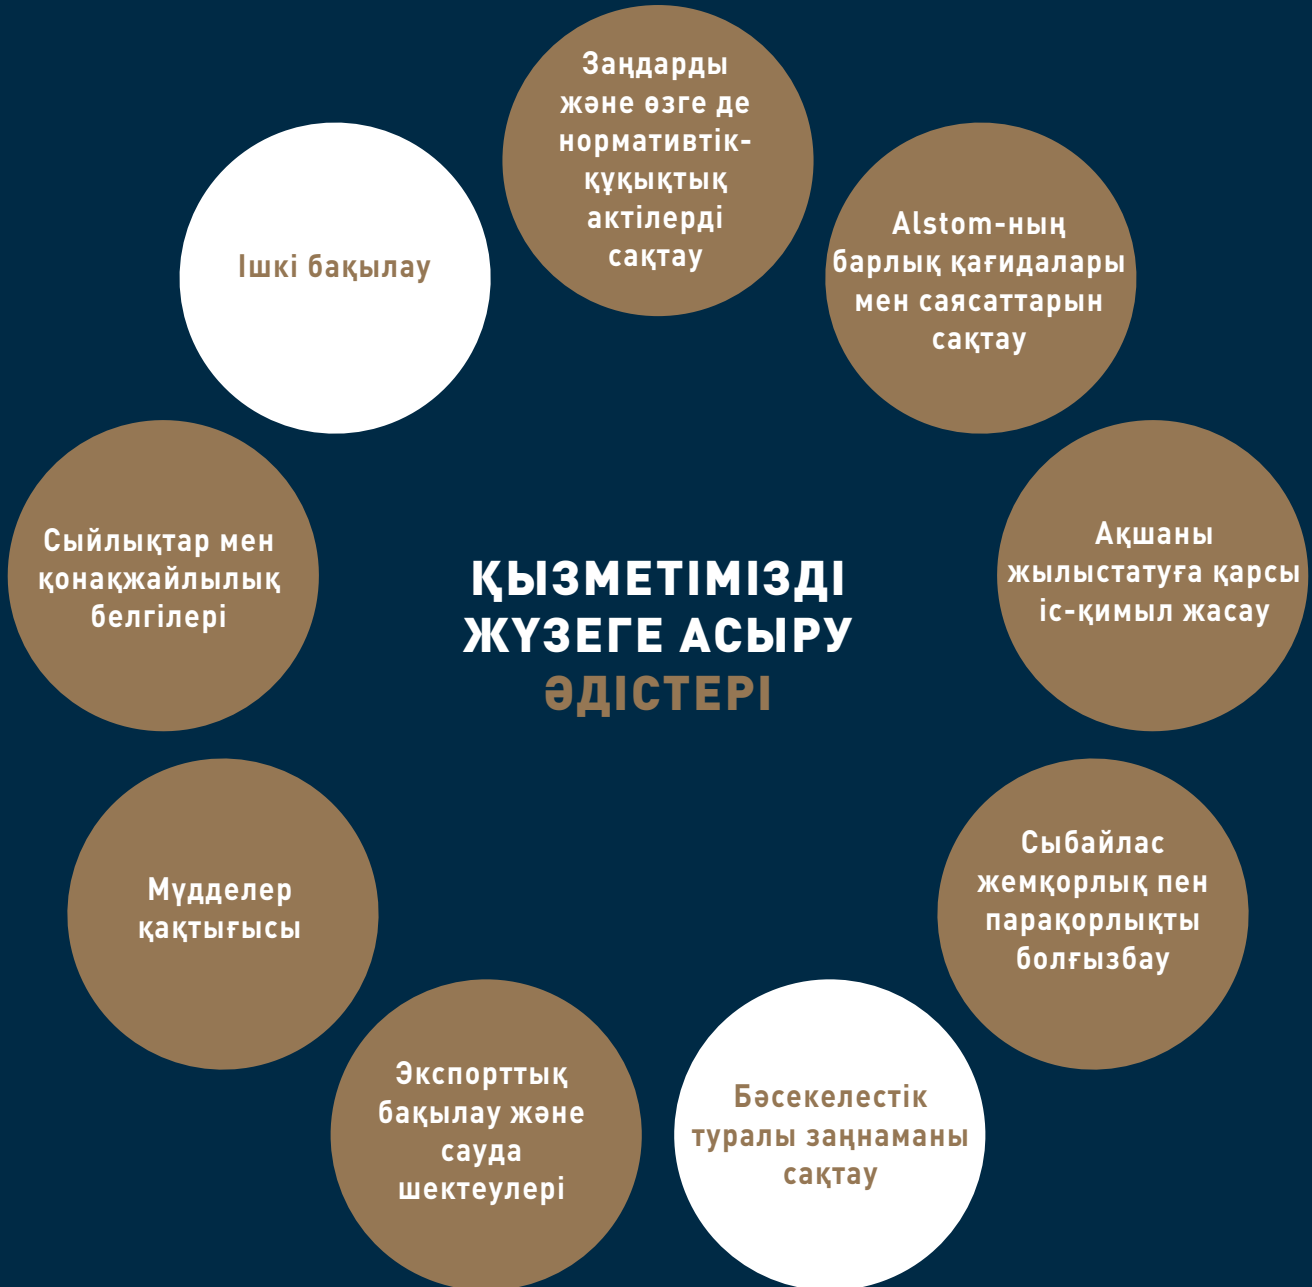 Заңдарды
және өзге де
нормативтік-
құқықтық
актілерді
сақтау
Alstom-ның
барлық қағидалары
мен саясаттарын
сақтау
Ақшаны
жылыстатуға қарсы
іс-қимыл жасау
Сыбайлас
жемқорлық пен
парақорлықты
болғызбау
Бәсекелестік
туралы заңнаманы
сақтау
Экспорттық
бақылау және
сауда
шектеулері
Мүдделер
қақтығысы
Сыйлықтар мен
қонақжайлылық
белгілері
Ішкі бақылау
ҚЫЗМЕТІМІЗДІ
ЖҮЗЕГЕ АСЫРУ
ӘДІСТЕРІ